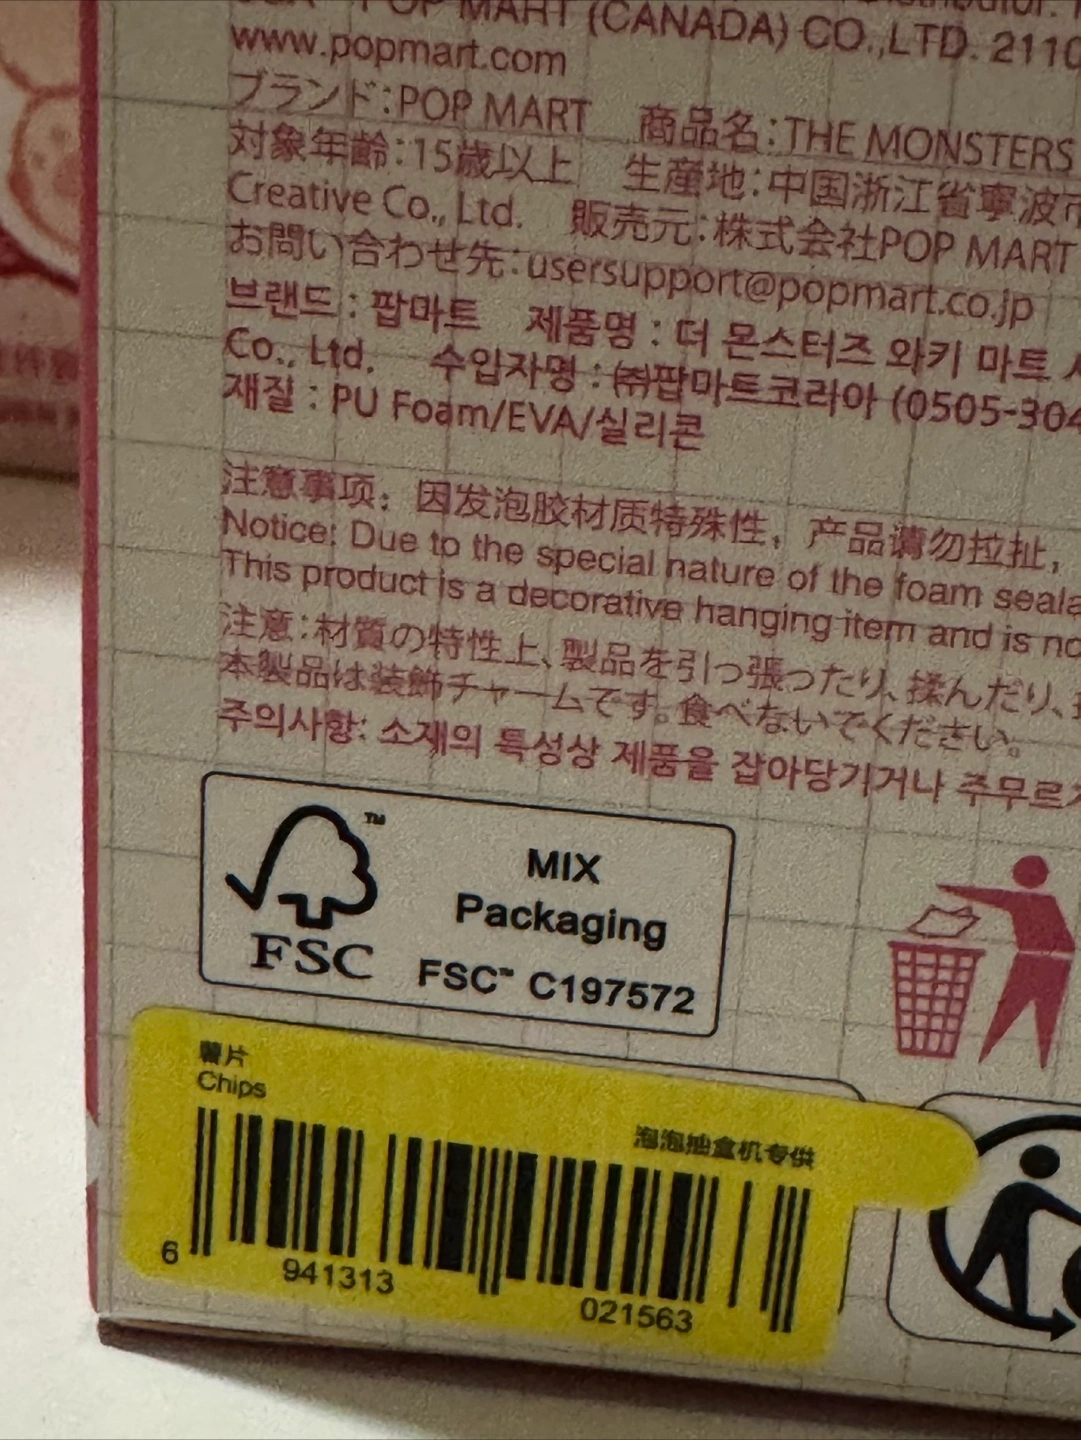 POP MART (CANADA) CO.,LTD. 2110
www.popmart.com
ブランド：POP MART 商品名：THE MONSTERS
対象年齢：15歳以上 生産地：中国浙江省寧波市
Creative Co., Ltd. 販売元：株式会社POP MART
お問い合わせ先：usersupport@popmart.co.jp
브랜드 : 팝마트 제품명 : 더 몬스터즈 와키 마트
Co., Ltd. 수입자명 : ㈜팝마트코리아 (0505-304
재질 : PU Foam/EVA/실리콘
注意事项：因发泡胶材质特殊性，产品请勿拉扯，
Notice: Due to the special nature of the foam seala
This product is a decorative hanging item and is no
注意：材質の特性上、製品を引っ張ったり、揉んだり、
本製品は装飾チャームです。食べないでください。
주의사항: 소재의 특성상 제품을 잡아당기거나 주무르
FSC
™
MIX
Packaging
FSC™ C197572
薯片
Chips
泡泡抽盒机专供
6 941313 021563